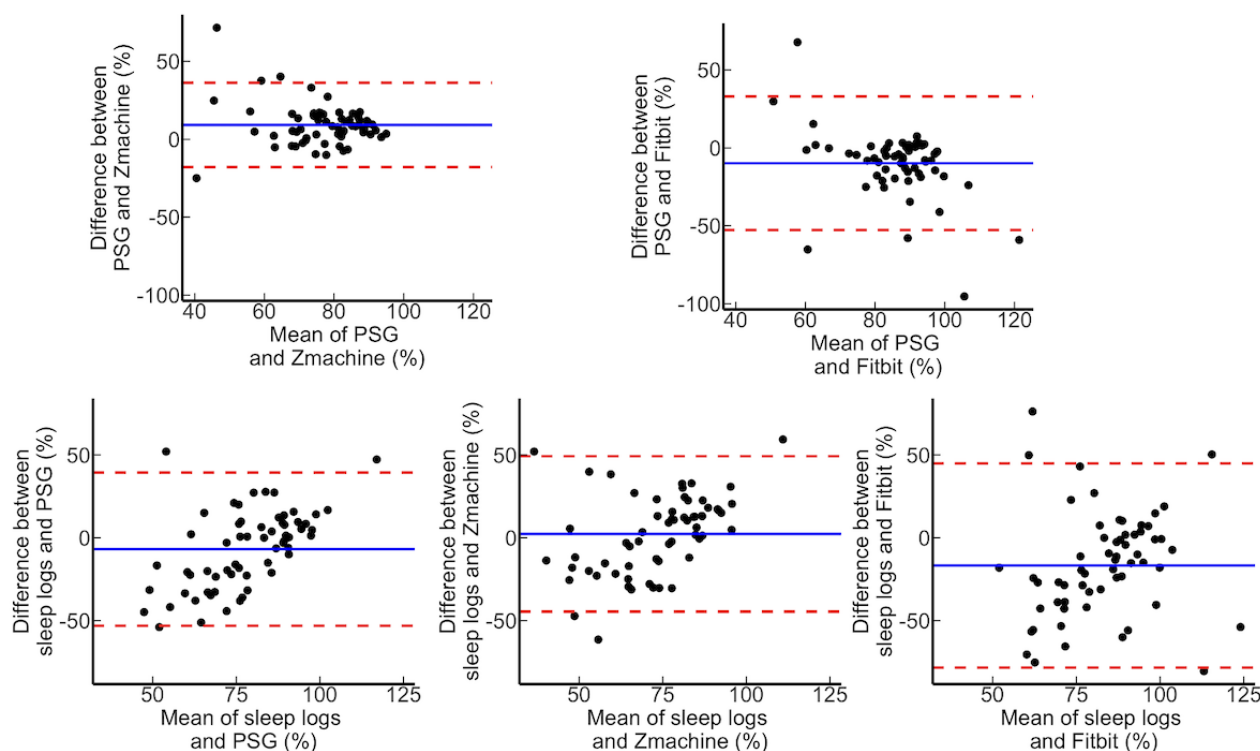 Difference between
PSG and Zmachine (%)
50
0
-50
-100
40
60
80
100
120
Mean of PSG
and Zmachine (%)
Difference between
PSG and Fitbit (%)
50
0
-50
-100
40
60
80
100
120
Mean of PSG
and Fitbit (%)
Difference between
sleep logs and PSG (%)
50
0
-50
50
75
100
125
Mean of sleep logs
and PSG (%)
Difference between
sleep logs and Zmachine (%)
50
0
-50
50
75
100
125
Mean of sleep logs
and Zmachine (%)
Difference between
sleep logs and Fitbit (%)
50
0
-50
50
75
100
125
Mean of sleep logs
and Fitbit (%)